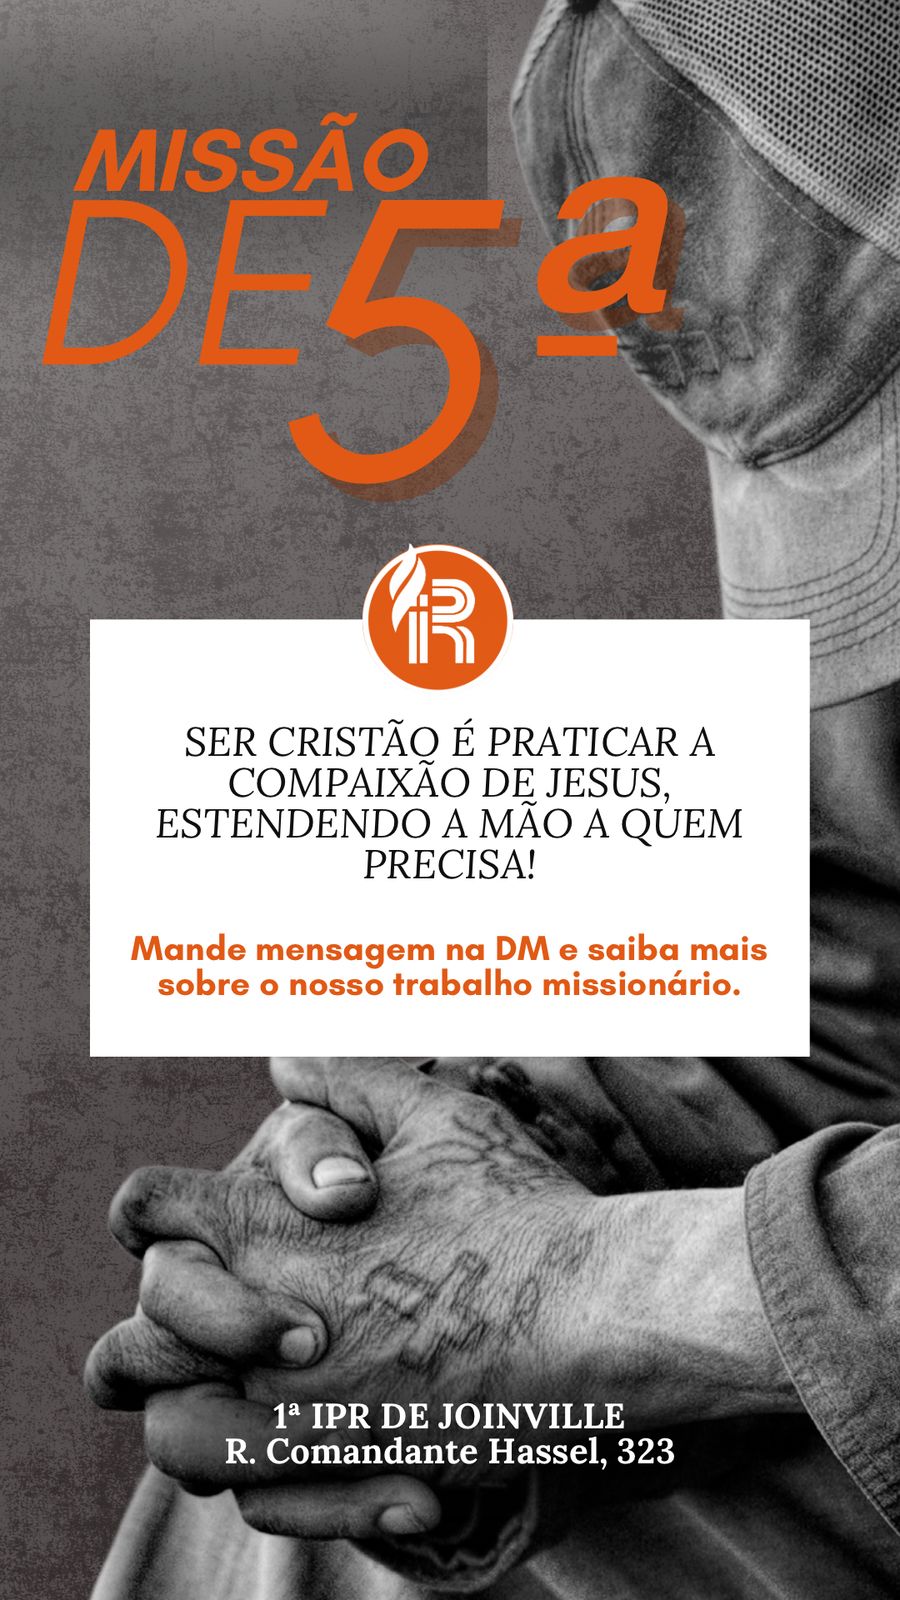 MISSÃO
DE 5ª
IR
SER CRISTÃO É PRATICAR A
COMPAIXÃO DE JESUS,
ESTENDENDO A MÃO A QUEM
PRECISA!
Mande mensagem na DM e saiba mais
sobre o nosso trabalho missionário.
1ª IPR DE JOINVILLE
R. Comandante Hassel, 323